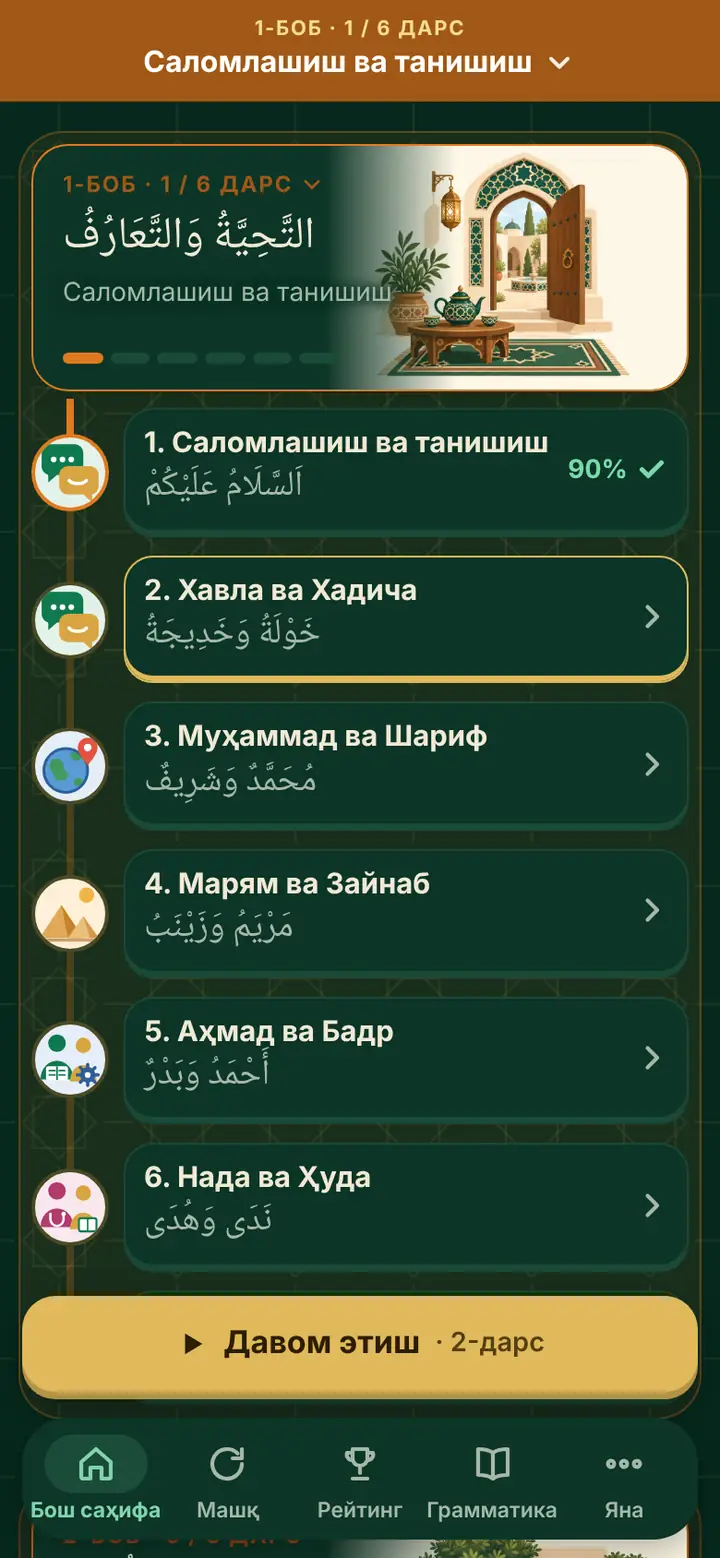 1-БОБ · 1 / 6 ДАРС
Саломлашиш ва танишиш
1-БОБ · 1 / 6 ДАРС
التَّحِيَّةُ وَالتَّعَارُفُ
Саломлашиш ва танишиш
1. Саломлашиш ва танишиш
اَلسَّلَامُ عَلَيْكُمْ
90%
2. Хавла ва Хадича
خَوْلَةُ وَخَدِيجَةُ
3. Муҳаммад ва Шариф
مُحَمَّدٌ وَشَرِيفٌ
4. Марям ва Зайнаб
مَرْيَمُ وَزَيْنَبُ
5. Аҳмад ва Бадр
أَحْمَدُ وَبَدْرٌ
6. Нада ва Ҳуда
نَدَى وَهُدَى
Давом этиш · 2-дарс
Бош саҳифа
Машқ
Рейтинг
Грамматика
Яна